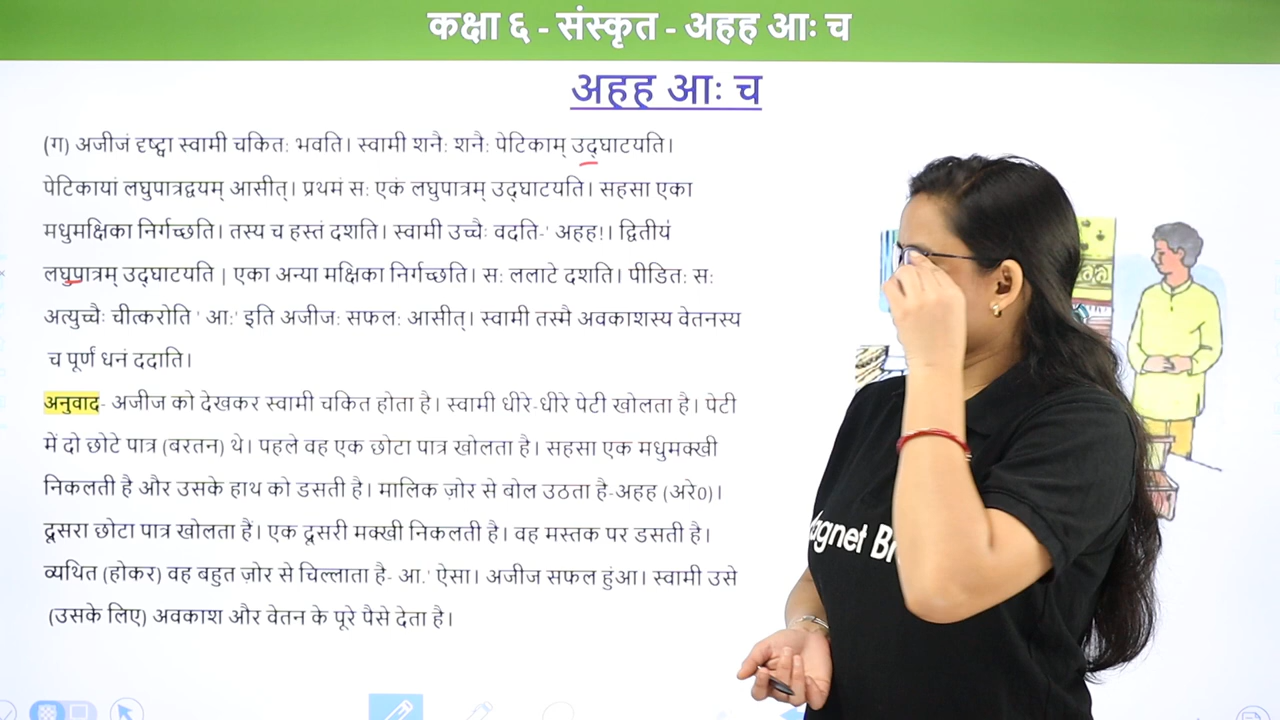 कक्षा ६ - संस्कृत - अहह आः च
अहह आः च
(ग) अजीजं दृष्ट्वा स्वामी चकित: भवति। स्वामी शनै: शनै: पेटिकाम् उद्घाटयति।
पेटिकायां लघुपात्रद्वयम् आसीत्। प्रथमं स: एकं लघुपात्रम् उद्घाटयति। सहसा एका
मधुमक्षिका निर्गच्छति। तस्य च हस्तं दशति। स्वामी उच्चैः वदति-' अहह!। द्वितीयं
लघुपात्रम् उद्घाटयति | एका अन्या मक्षिका निर्गच्छति। स: ललाटे दशति। पीडित: स:
अत्युच्चैः चीत्करोति ' आ:' इति अजीज: सफल: आसीत्। स्वामी तस्मै अवकाशस्य वेतनस्य
च पूर्णं धनं ददाति।
अनुवाद- अजीज को देखकर स्वामी चकित होता है। स्वामी धीरे-धीरे पेटी खोलता है। पेटी
में दो छोटे पात्र (बरतन) थे। पहले वह एक छोटा पात्र खोलता है। सहसा एक मधुमक्खी
निकलती है और उसके हाथ को डसती है। मालिक ज़ोर से बोल उठता है-अहह (अरे०)।
दूसरा छोटा पात्र खोलता है। एक दूसरी मक्खी निकलती है। वह मस्तक पर डसती है।
व्यथित (होकर) वह बहुत ज़ोर से चिल्लाता है- आ.' ऐसा। अजीज सफल हुंआ। स्वामी उसे
(उसके लिए) अवकाश और वेतन के पूरे पैसे देता है।
agnet Br